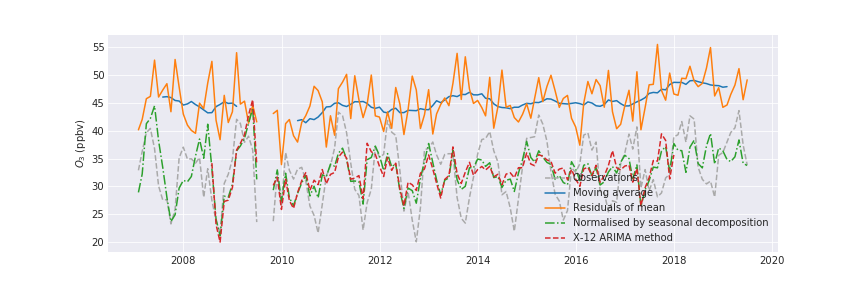 55
50
45
40
35
30
25
20
O₃ (ppbv)
Observations
Moving average
Residuals of mean
Normalised by seasonal decomposition
X-12 ARIMA method
2008
2010
2012
2014
2016
2018
2020